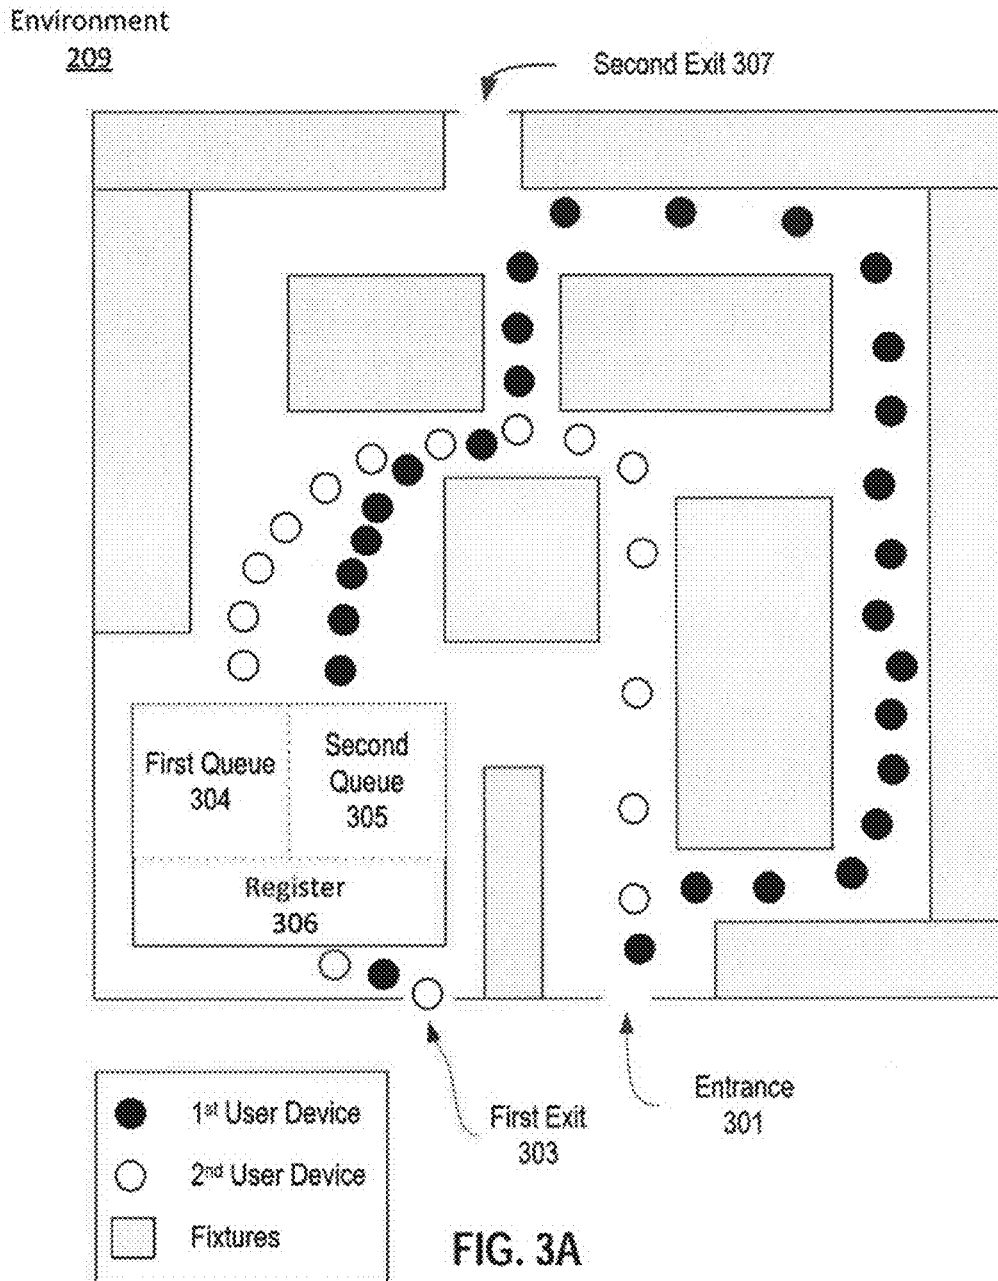 Environment
209
Second Exit 307
First Queue
304
Second
Queue
305
Register
306
First Exit
303
Entrance
301
1st User Device
2nd User Device
Fixtures
FIG. 3A